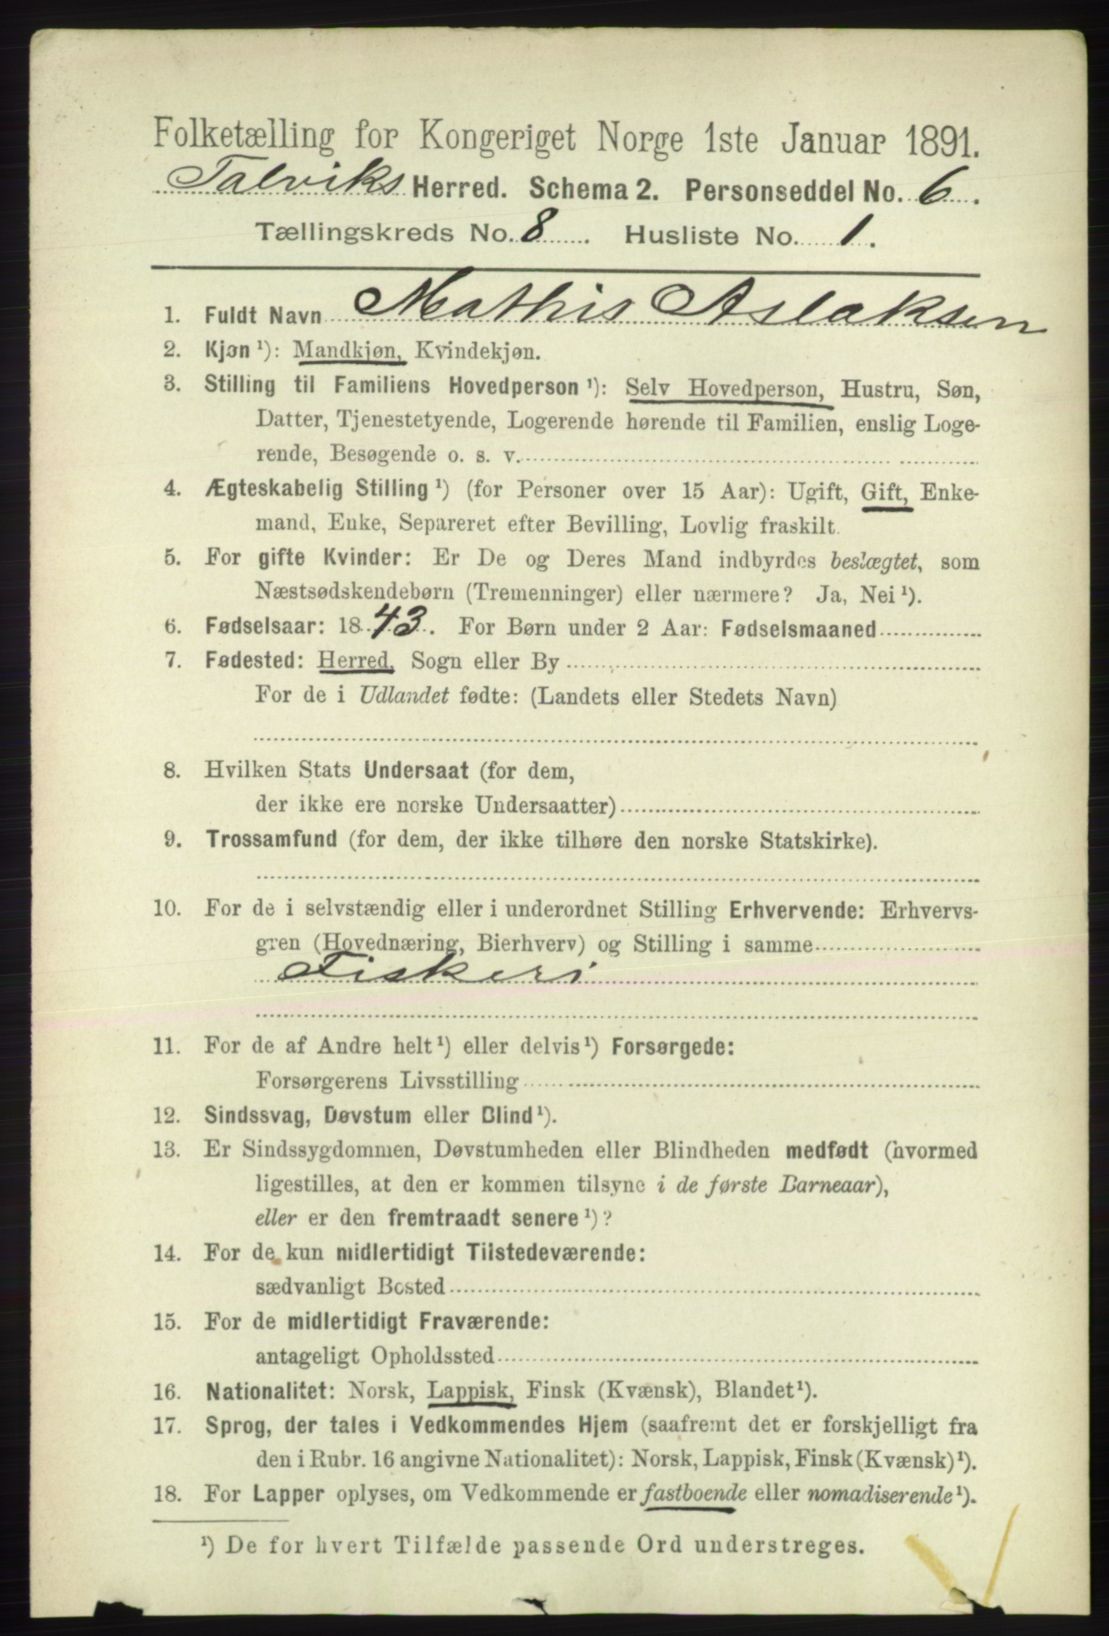 Folketælling for Kongeriget Norge 1ste Januar 1891.
Talviks Herred. Schema 2. Personseddel No. 6.
Tællingskreds No. 8. Husliste No. 1.
1. Fuldt Navn Mathis Aslaksen
2. Kjøn ¹): Mandkjøn, Kvindekjøn.
3. Stilling til Familiens Hovedperson ¹): Selv Hovedperson, Hustru, Søn,
Datter, Tjenestetyende, Logerende hørende til Familien, enslig Loge-
rende, Besøgende o. s. v.
4. Ægteskabelig Stilling ¹) (for Personer over 15 Aar): Ugift, Gift, Enke-
mand, Enke, Separeret efter Bevilling, Lovlig fraskilt.
5. For gifte Kvinder: Er De og Deres Mand indbyrdes beslægtet, som
Næstsødskendebørn (Tremenninger) eller nærmere? Ja, Nei ¹).
6. Fødselsaar: 1843. For Børn under 2 Aar: Fødselsmaaned
7. Fødested: Herred, Sogn eller By
For de i Udlandet fødte: (Landets eller Stedets Navn)
8. Hvilken Stats Undersaat (for dem,
der ikke ere norske Undersaatter)
9. Trossamfund (for dem, der ikke tilhøre den norske Statskirke).
10. For de i selvstændig eller i underordnet Stilling Erhvervende: Erhvervs-
gren (Hovednæring, Bierhverv) og Stilling i samme
Fiskeri
11. For de af Andre helt ¹) eller delvis ¹) Forsørgede:
Forsørgerens Livsstilling
12. Sindssvag, Døvstum eller Blind ¹).
13. Er Sindssygdommen, Døvstumheden eller Blindheden medfødt (hvormed
ligestilles, at den er kommen tilsyne i de første Barneaar),
eller er den fremtraadt senere ¹)?
14. For de kun midlertidigt Tilstedeværende:
sædvanligt Bosted
15. For de midlertidigt Fraværende:
antageligt Opholdssted
16. Nationalitet: Norsk, Lappisk, Finsk (Kvænsk), Blandet ¹).
17. Sprog, der tales i Vedkommendes Hjem (saafremt det er forskjelligt fra
den i Rubr. 16 angivne Nationalitet): Norsk, Lappisk, Finsk (Kvænsk) ¹).
18. For Lapper oplyses, om Vedkommende er fastboende eller nomadiserende ¹).
¹) De for hvert Tilfælde passende Ord understreges.